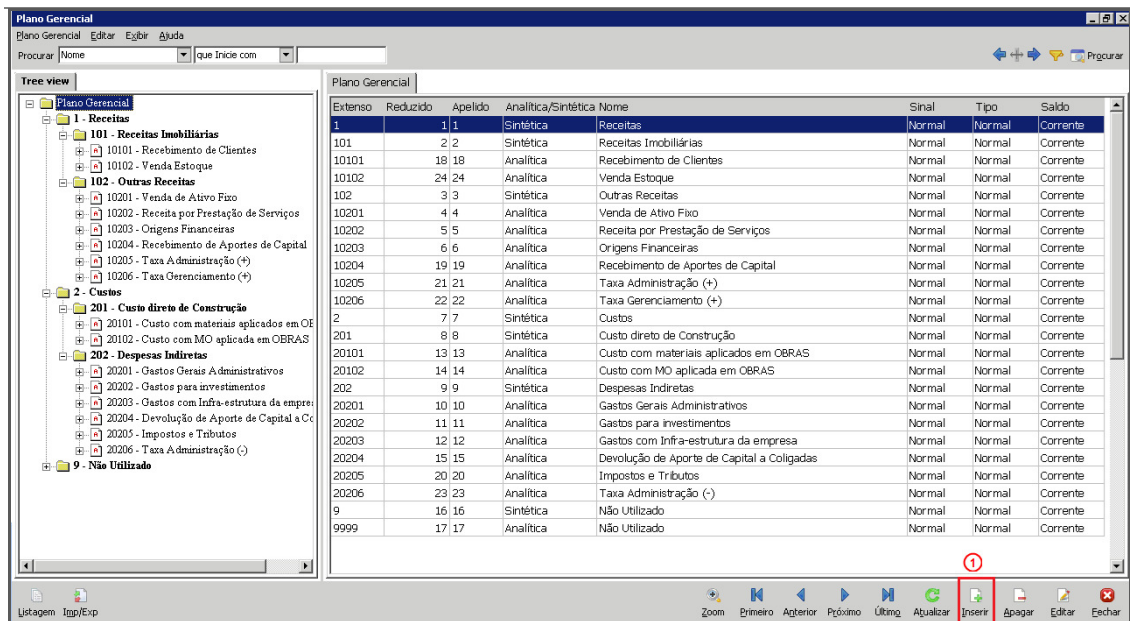 Plano Gerencial
Plano Gerencial Editar Exibir Ajuda
Procurar Nome que Inicie com Procurar
Tree view
Plano Gerencial
1 - Receitas
101 - Receitas Imobiliárias
10101 - Recebimento de Clientes
10102 - Venda Estoque
102 - Outras Receitas
10201 - Venda de Ativo Fixo
10202 - Receita por Prestação de Serviços
10203 - Origens Financeiras
10204 - Recebimento de Aportes de Capital
10205 - Taxa Administração (+)
10206 - Taxa Gerenciamento (+)
2 - Custos
201 - Custo direto de Construção
20101 - Custo com materiais aplicados em OF
20102 - Custo com MO aplicada em OBRAS
202 - Despesas Indiretas
20201 - Gastos Gerais Administrativos
20202 - Gastos para investimentos
20203 - Gastos com Infra-estrutura da empre
20204 - Devolução de Aporte de Capital a Co
20205 - Impostos e Tributos
20206 - Taxa Administração (-)
9 - Não Utilizado
Plano Gerencial
Extenso Reduzido Apelido Analítica/Sintética Nome Sinal Tipo Saldo
1 1 1 Sintética Receitas Normal Normal Corrente
101 2 2 Sintética Receitas Imobiliárias Normal Normal Corrente
10101 18 18 Analítica Recebimento de Clientes Normal Normal Corrente
10102 24 24 Analítica Venda Estoque Normal Normal Corrente
102 3 3 Sintética Outras Receitas Normal Normal Corrente
10201 4 4 Analítica Venda de Ativo Fixo Normal Normal Corrente
10202 5 5 Analítica Receita por Prestação de Serviços Normal Normal Corrente
10203 6 6 Analítica Origens Financeiras Normal Normal Corrente
10204 19 19 Analítica Recebimento de Aportes de Capital Normal Normal Corrente
10205 21 21 Analítica Taxa Administração (+) Normal Normal Corrente
10206 22 22 Analítica Taxa Gerenciamento (+) Normal Normal Corrente
2 7 7 Sintética Custos Normal Normal Corrente
201 8 8 Sintética Custo direto de Construção Normal Normal Corrente
20101 13 13 Analítica Custo com materiais aplicados em OBRAS Normal Normal Corrente
20102 14 14 Analítica Custo com MO aplicada em OBRAS Normal Normal Corrente
202 9 9 Sintética Despesas Indiretas Normal Normal Corrente
20201 10 10 Analítica Gastos Gerais Administrativos Normal Normal Corrente
20202 11 11 Analítica Gastos para investimentos Normal Normal Corrente
20203 12 12 Analítica Gastos com Infra-estrutura da empresa Normal Normal Corrente
20204 15 15 Analítica Devolução de Aporte de Capital a Coligadas Normal Normal Corrente
20205 20 20 Analítica Impostos e Tributos Normal Normal Corrente
20206 23 23 Analítica Taxa Administração (-) Normal Normal Corrente
9 16 16 Sintética Não Utilizado Normal Normal Corrente
9999 17 17 Analítica Não Utilizado Normal Normal Corrente
1
Listagem Imp/Exp Zoom Primeiro Anterior Próximo Último Atualizar Inserir Apagar Editar Fechar